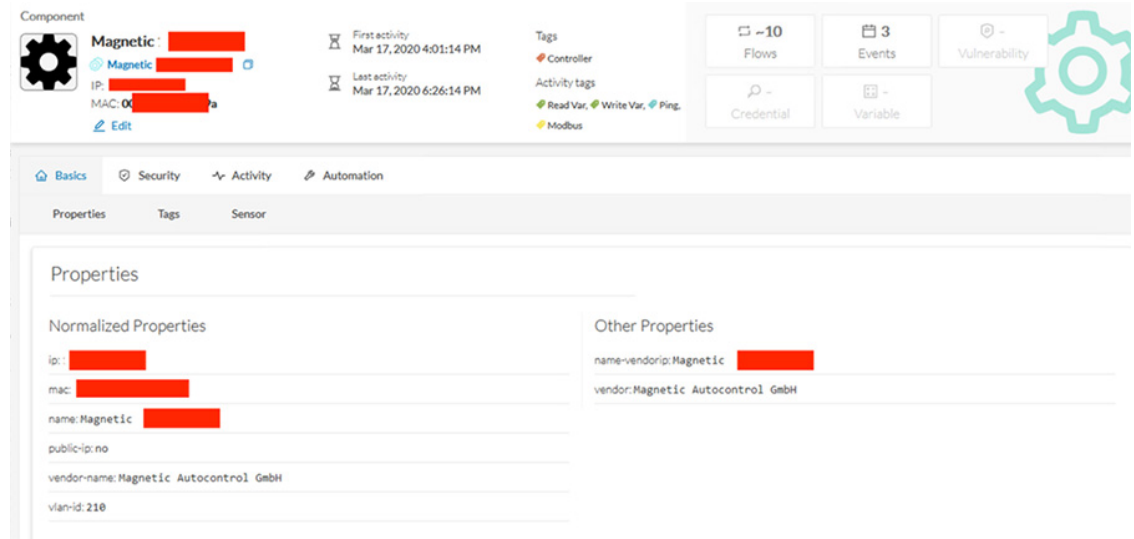 Component
Magnetic :
Magnetic
IP:
MAC: 00 9a
Edit
First activity
Mar 17, 2020 4:01:14 PM
Last activity
Mar 17, 2020 6:26:14 PM
Tags
Controller
Activity tags
Read Var, Write Var, Ping,
Modbus
~10
Flows
3
Events
-
Vulnerability
-
Credential
-
Variable
Basics Security Activity Automation
Properties Tags Sensor
Properties
Normalized Properties
ip: :
mac:
name: Magnetic
public-ip: no
vendor-name: Magnetic Autocontrol GmbH
vlan-id: 210
Other Properties
name-vendorip: Magnetic
vendor: Magnetic Autocontrol GmbH